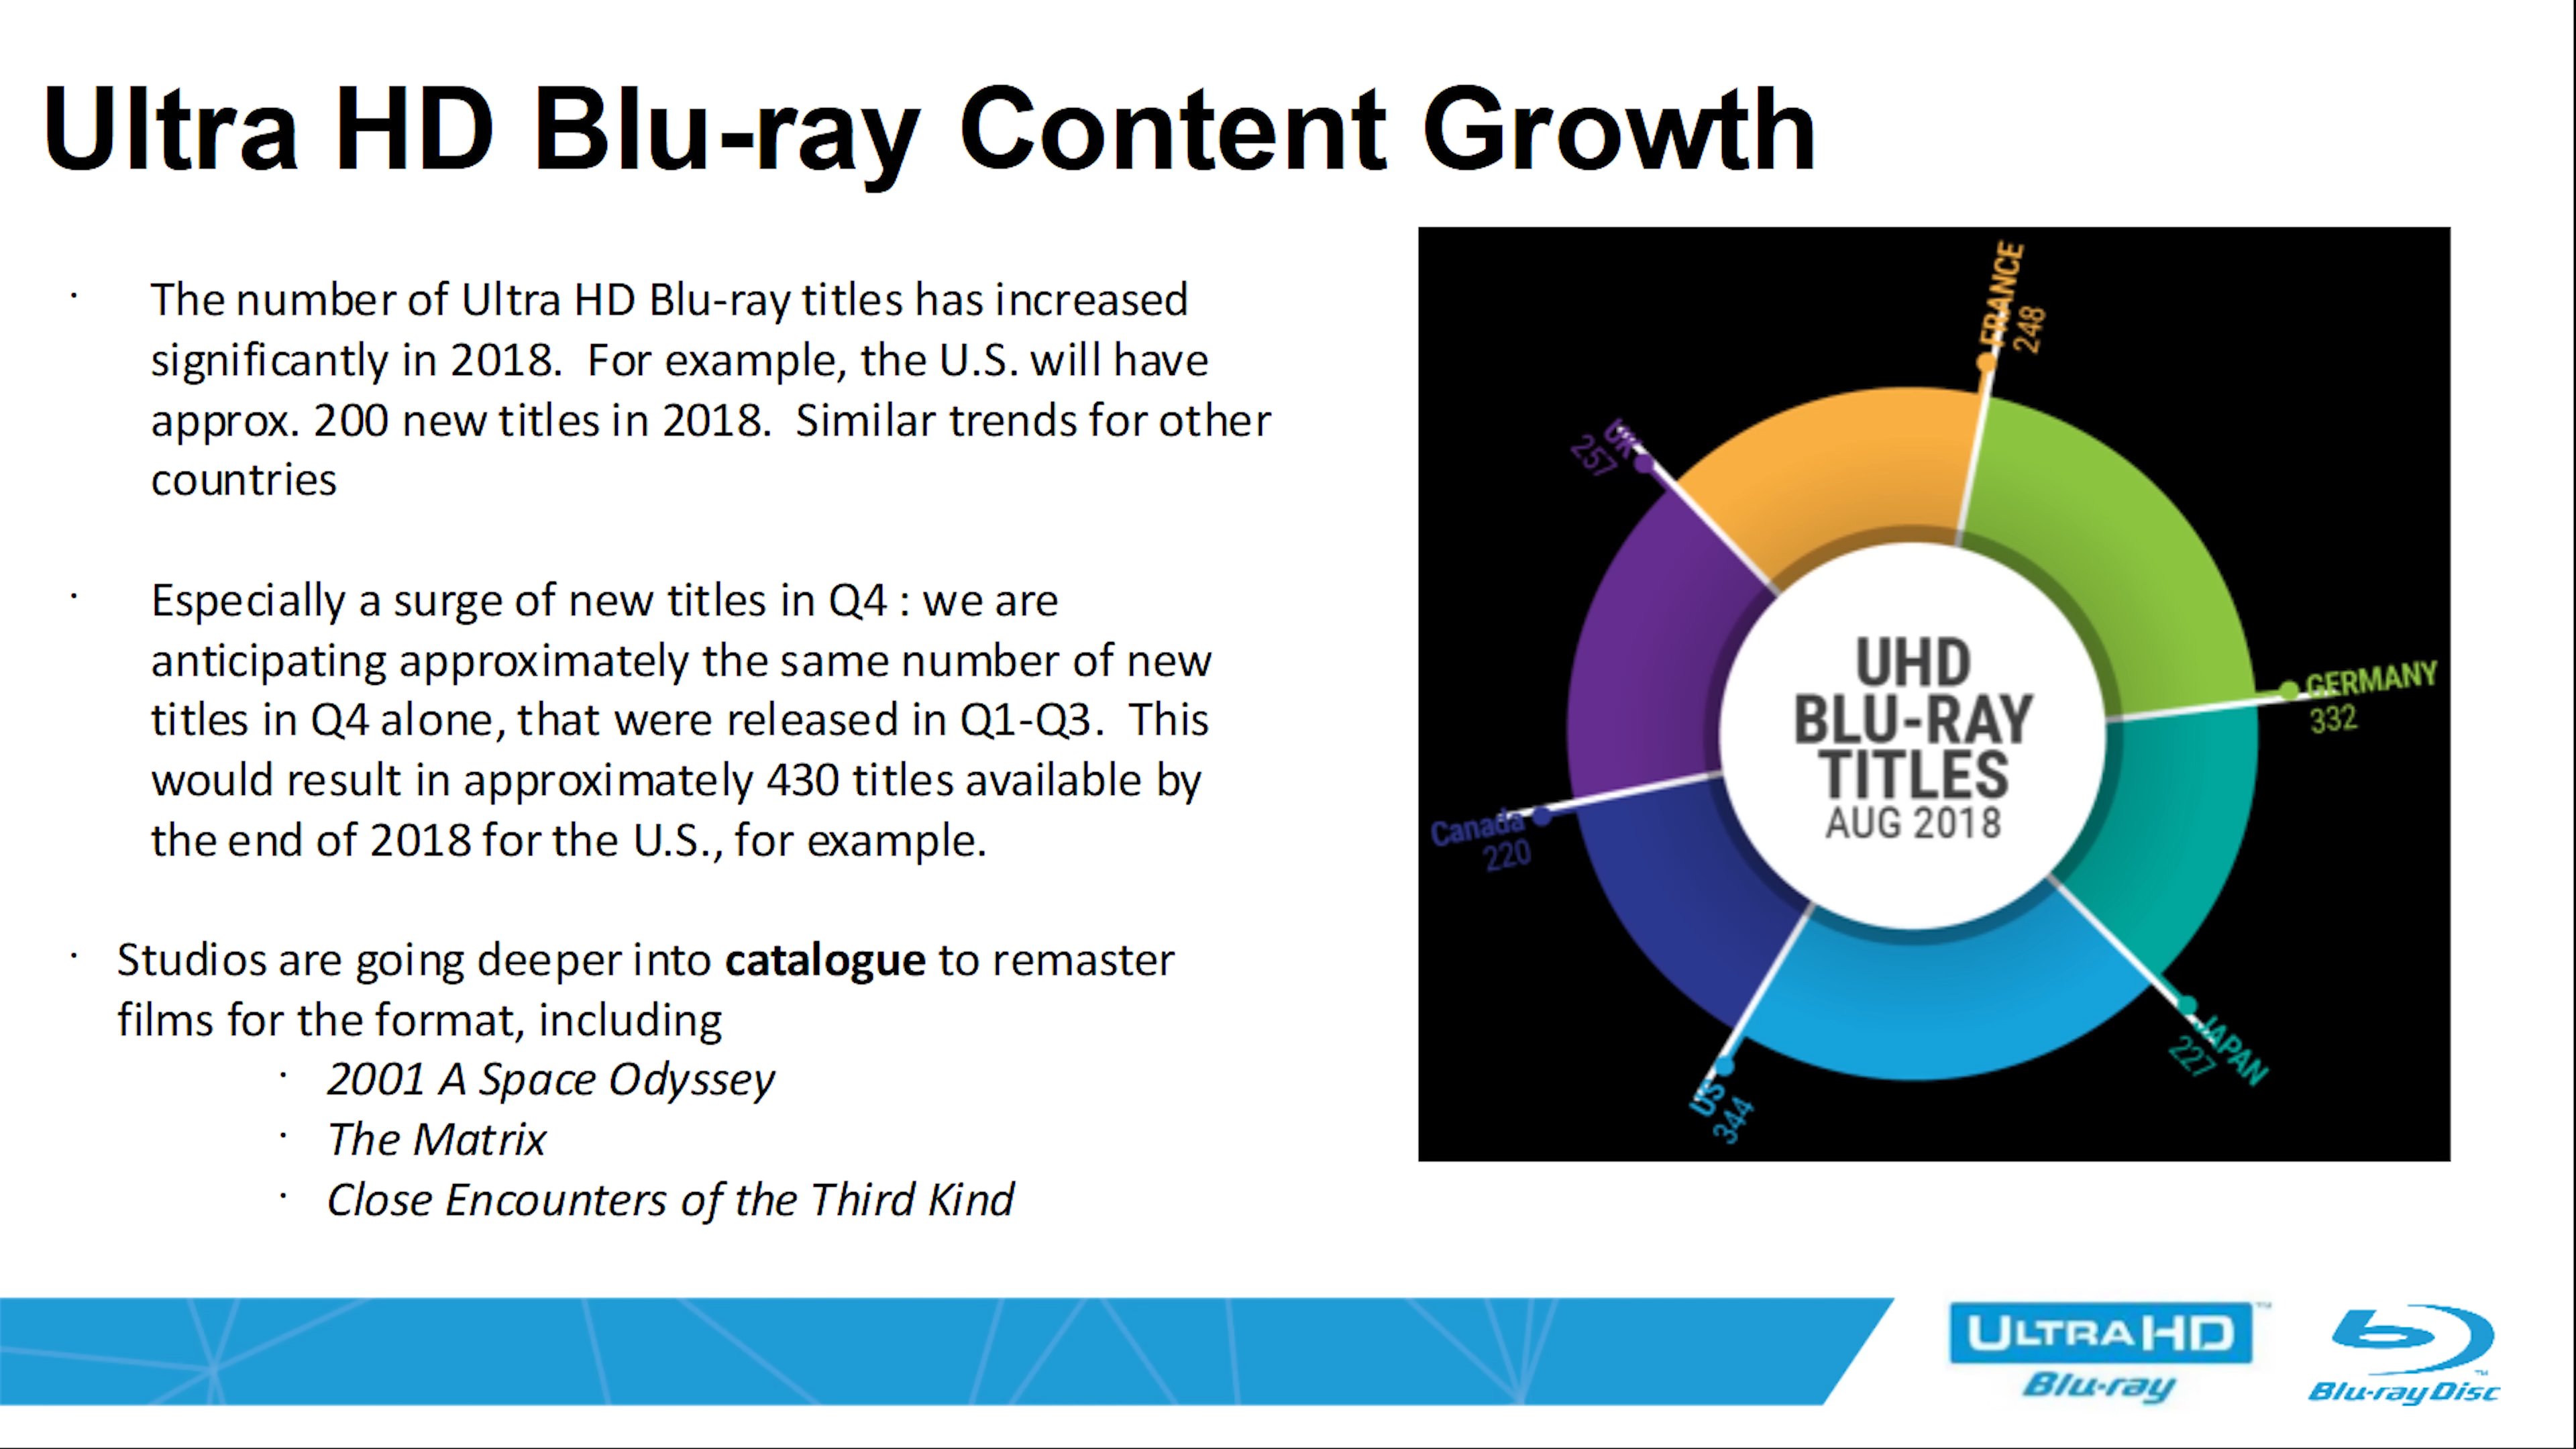 Ultra HD Blu-ray Content Growth
· The number of Ultra HD Blu-ray titles has increased
significantly in 2018.  For example, the U.S. will have
approx. 200 new titles in 2018.  Similar trends for other
countries
· Especially a surge of new titles in Q4 : we are
anticipating approximately the same number of new
titles in Q4 alone, that were released in Q1-Q3.  This
would result in approximately 430 titles available by
the end of 2018 for the U.S., for example.
· Studios are going deeper into catalogue to remaster
films for the format, including
· 2001 A Space Odyssey
· The Matrix
· Close Encounters of the Third Kind
FRANCE
248
UK
257
GERMANY
332
UHD
BLU-RAY
TITLES
AUG 2018
Canada
220
JAPAN
227
US
344
ULTRA HD™
Blu-ray
Blu-ray Disc™